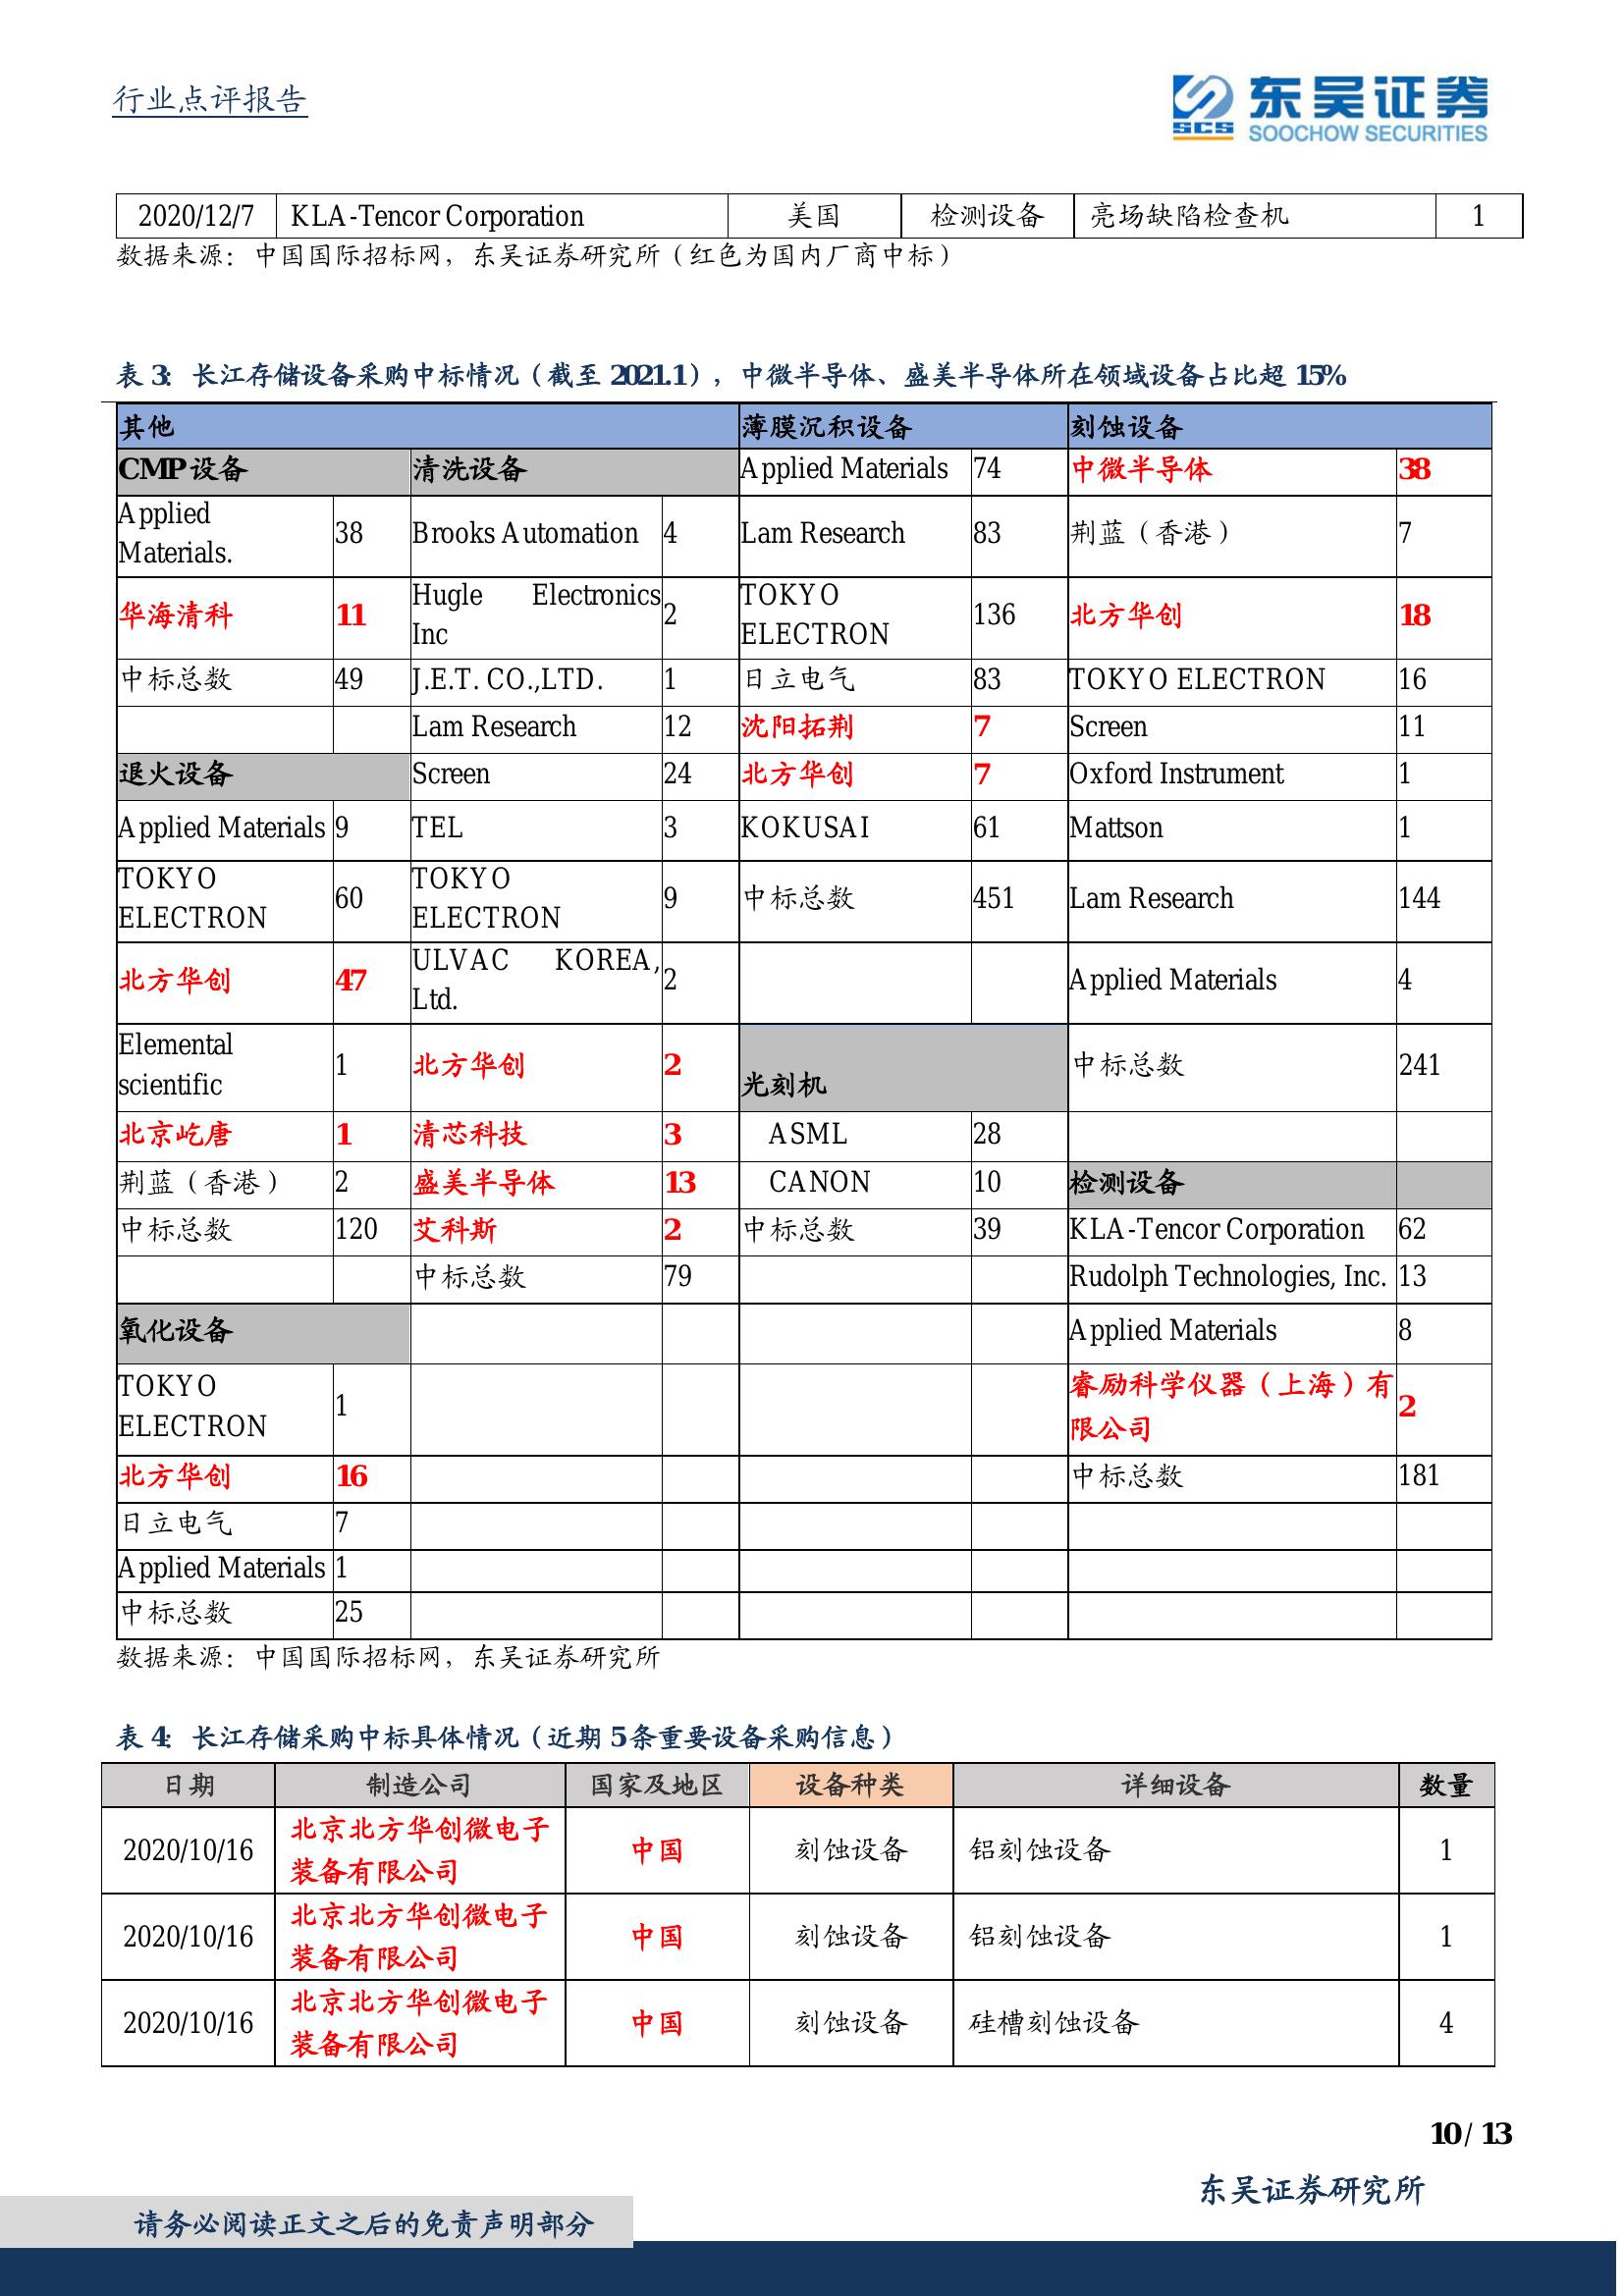 行业点评报告
东吴证券
SCS SOOCHOW SECURITIES
2020/12/7 KLA-Tencor Corporation 美国 检测设备 亮场缺陷检查机 1
数据来源：中国国际招标网，东吴证券研究所（红色为国内厂商中标）
表 3：长江存储设备采购中标情况（截至 2021.1），中微半导体、盛美半导体所在领域设备占比超 15%
其他 薄膜沉积设备 刻蚀设备
CMP 设备 清洗设备 Applied Materials 74 中微半导体 38
Applied Materials. 38 Brooks Automation 4 Lam Research 83 荆蓝（香港） 7
华海清科 11 Hugle Electronics Inc 2 TOKYO ELECTRON 136 北方华创 18
中标总数 49 J.E.T. CO.,LTD. 1 日立电气 83 TOKYO ELECTRON 16
Lam Research 12 沈阳拓荆 7 Screen 11
退火设备 Screen 24 北方华创 7 Oxford Instrument 1
Applied Materials 9 TEL 3 KOKUSAI 61 Mattson 1
TOKYO ELECTRON 60 TOKYO ELECTRON 9 中标总数 451 Lam Research 144
北方华创 47 ULVAC KOREA, Ltd. 2 Applied Materials 4
Elemental scientific 1 北方华创 2 光刻机 中标总数 241
北京屹唐 1 清芯科技 3 ASML 28
荆蓝（香港） 2 盛美半导体 13 CANON 10 检测设备
中标总数 120 艾科斯 2 中标总数 39 KLA-Tencor Corporation 62
中标总数 79 Rudolph Technologies, Inc. 13
氧化设备 Applied Materials 8
TOKYO ELECTRON 1 睿励科学仪器（上海）有限公司 2
北方华创 16 中标总数 181
日立电气 7
Applied Materials 1
中标总数 25
数据来源：中国国际招标网，东吴证券研究所
表 4：长江存储采购中标具体情况（近期 5 条重要设备采购信息）
日期 制造公司 国家及地区 设备种类 详细设备 数量
2020/10/16 北京北方华创微电子装备有限公司 中国 刻蚀设备 铝刻蚀设备 1
2020/10/16 北京北方华创微电子装备有限公司 中国 刻蚀设备 铝刻蚀设备 1
2020/10/16 北京北方华创微电子装备有限公司 中国 刻蚀设备 硅槽刻蚀设备 4
10 / 13
东吴证券研究所
请务必阅读正文之后的免责声明部分